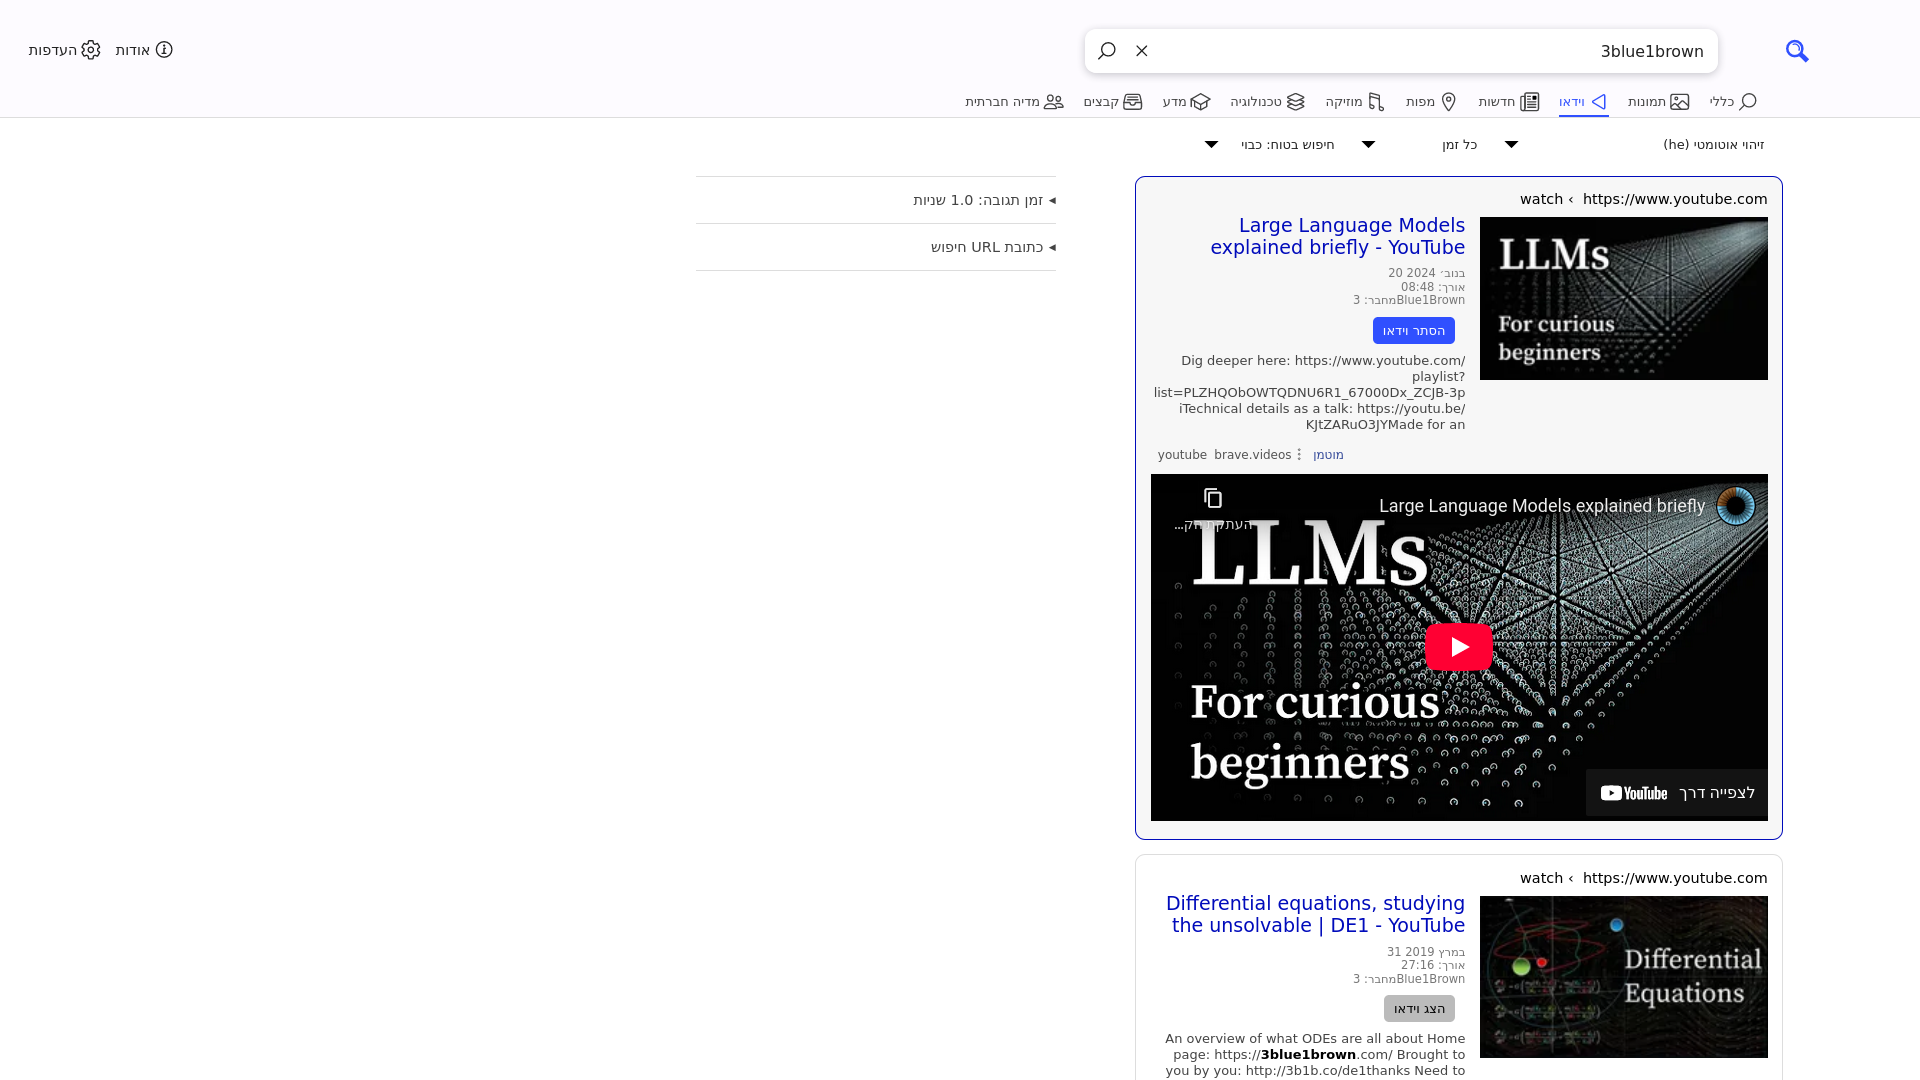 3blue1brown
אודות
העדפות
כללי
תמונות
וידאו
חדשות
מפות
מוזיקה
טכנולוגיה
מדע
קבצים
מדיה חברתית
זיהוי אוטומטי (he)
כל זמן
חיפוש בטוח: כבוי
https://www.youtube.com › watch
LLMs
For curious
beginners
Large Language Models
explained briefly - YouTube
20 בנוב׳ 2024
אורך: 08:48
מחבר: 3Blue1Brown
הסתר וידאו
Dig deeper here: https://www.youtube.com/
playlist?
list=PLZHQObOWTQDNU6R1_67000Dx_ZCJB-3p
iTechnical details as a talk: https://youtu.be/
KJtZARuO3JYMade for an
מוטמן
brave.videos
youtube
Large Language Models explained briefly
העתקת הק...
LLMs
For curious
beginners
לצפייה דרך YouTube
https://www.youtube.com › watch
Differential
Equations
Differential equations, studying
the unsolvable | DE1 - YouTube
31 במרץ 2019
אורך: 27:16
מחבר: 3Blue1Brown
הצג וידאו
An overview of what ODEs are all about Home
page: https://3blue1brown.com/ Brought to
you by you: http://3b1b.co/de1thanks Need to
זמן תגובה: 1.0 שניות
כתובת URL חיפוש